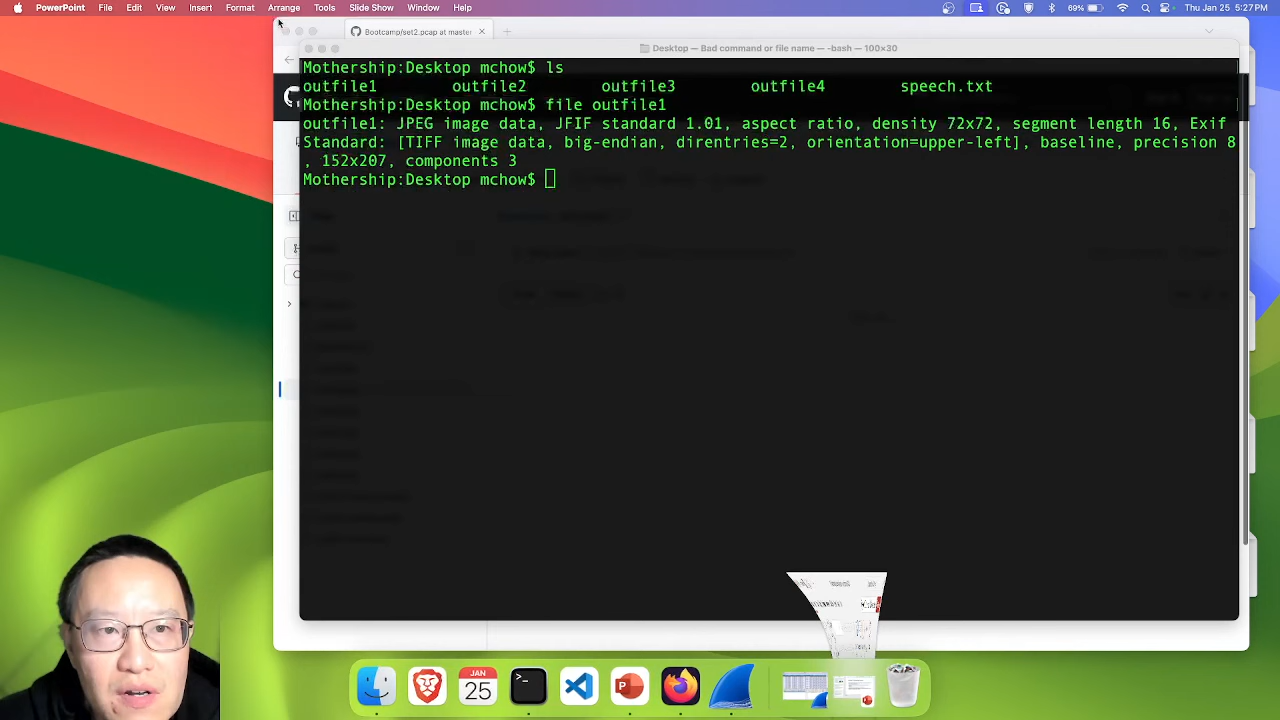 PowerPoint File Edit View Insert Format Arrange Tools Slide Show Window Help 69% Thu Jan 25 5:27 PM
Bootcamp/set2.pcap at master
Desktop — Bad command or file name — -bash — 100×30
Mothership:Desktop mchow$ ls
outfile1 outfile2 outfile3 outfile4 speech.txt
Mothership:Desktop mchow$ file outfile1
outfile1: JPEG image data, JFIF standard 1.01, aspect ratio, density 72x72, segment length 16, Exif
Standard: [TIFF image data, big-endian, direntries=2, orientation=upper-left], baseline, precision 8
, 152x207, components 3
Mothership:Desktop mchow$
JAN
25